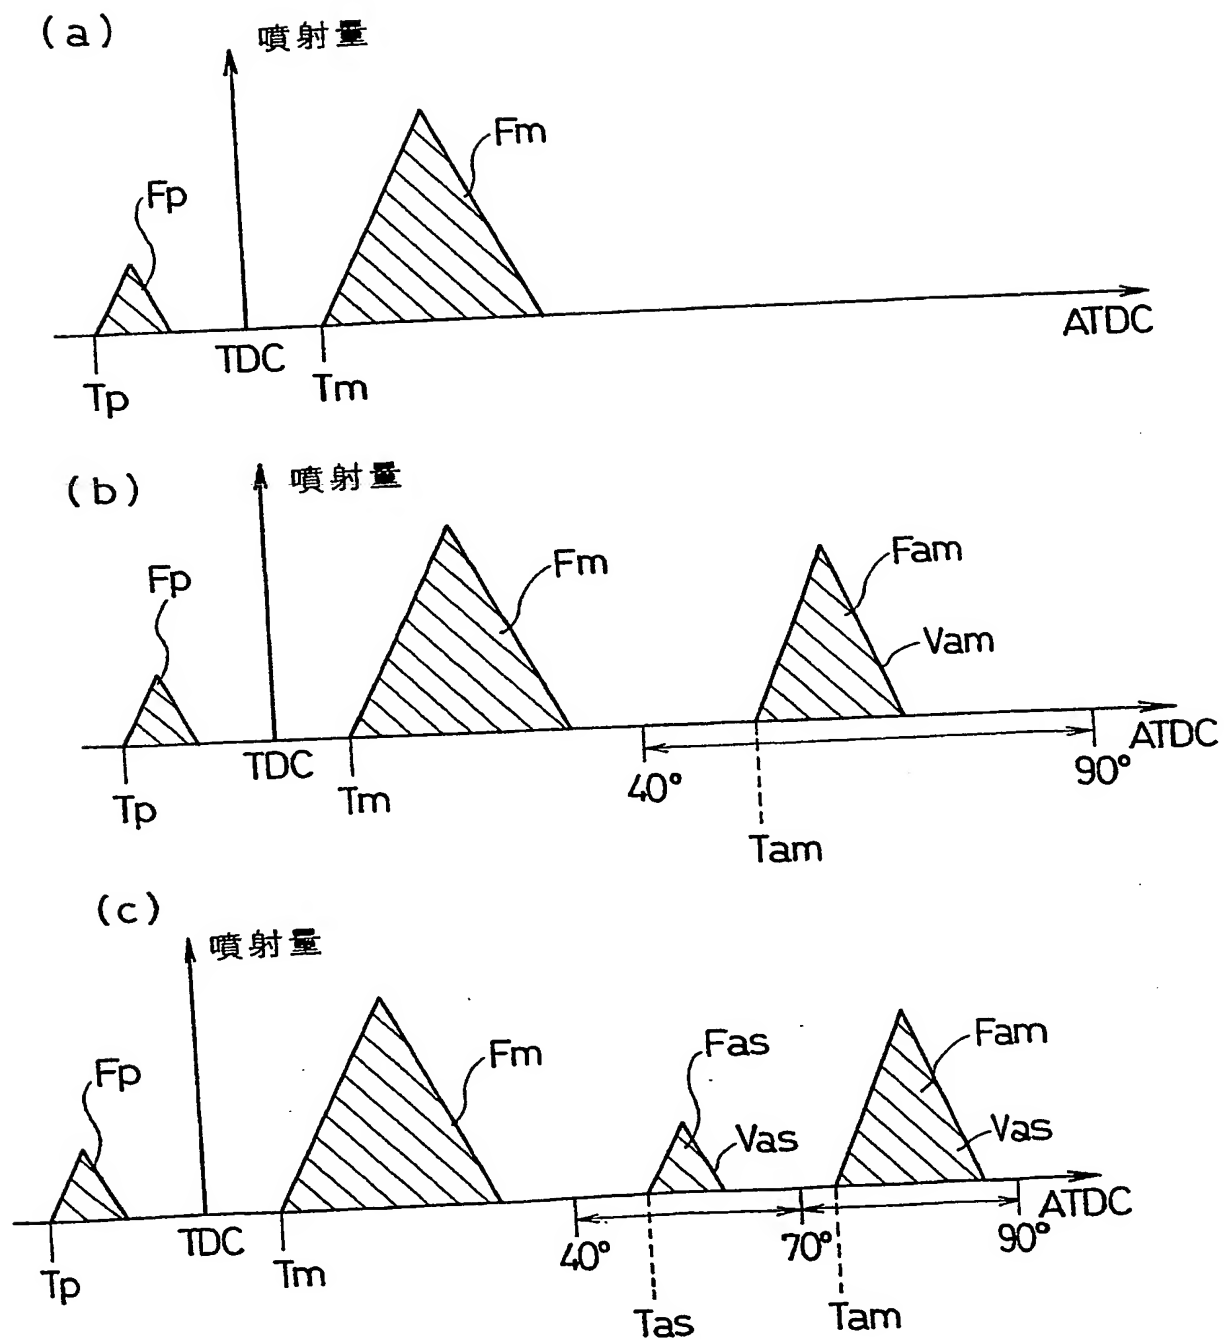 (a)
噴射量
Fm
Fp
TDC
ATDC
Tp
Tm
(b)
噴射量
Fp
Fm
Fam
Vam
TDC
ATDC
Tp
Tm
40°
90°
Tam
(c)
噴射量
Fp
Fm
Fas
Fam
Vas
Vas
TDC
ATDC
Tp
Tm
40°
70°
90°
Tas
Tam